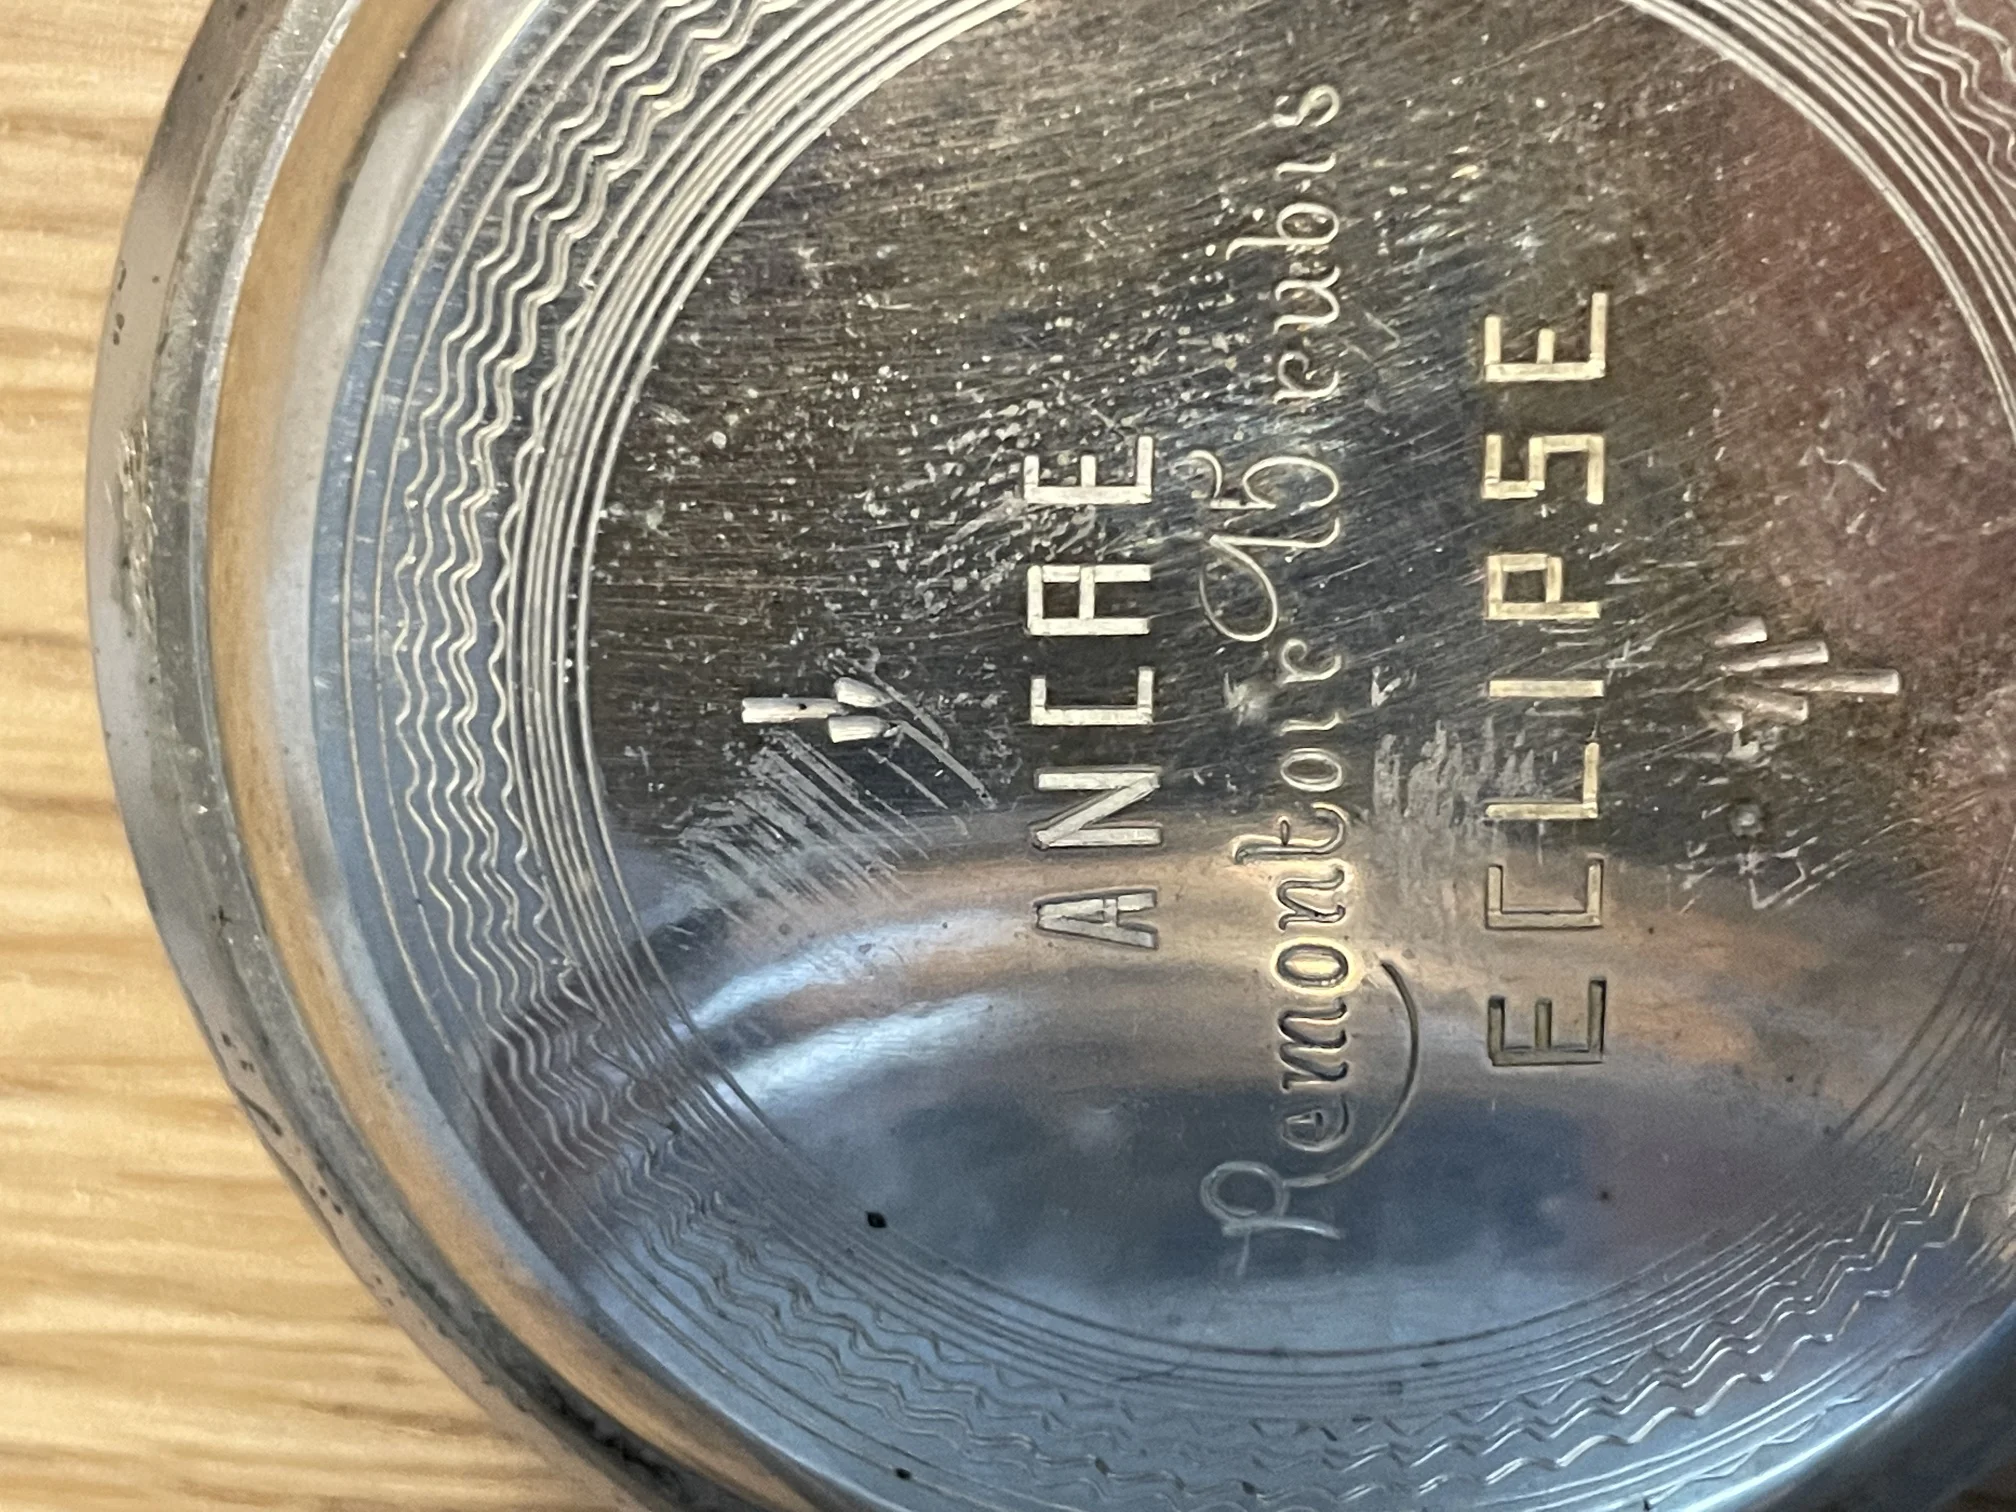 ANCRE
Remontoir 15 rubis
ECLIPSE